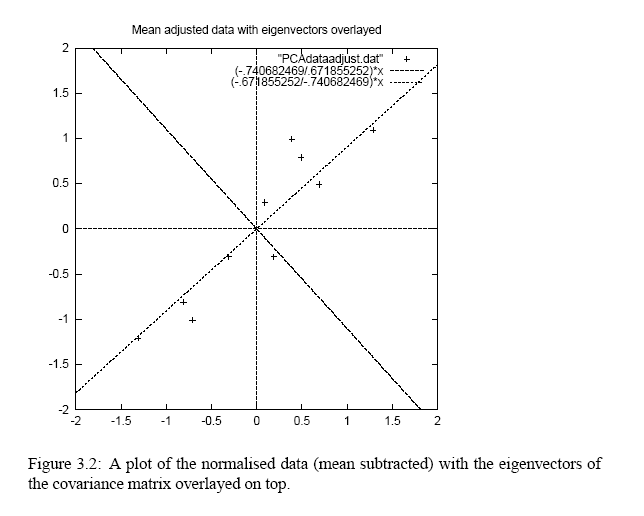 Mean adjusted data with eigenvectors overlayed
"PCAdataadjust.dat"
(-.740682469/.671855252)*x
(-.671855252/-.740682469)*x
2
1.5
1
0.5
0
-0.5
-1
-1.5
-2
-2 -1.5 -1 -0.5 0 0.5 1 1.5 2
Figure 3.2: A plot of the normalised data (mean subtracted) with the eigenvectors of
the covariance matrix overlayed on top.